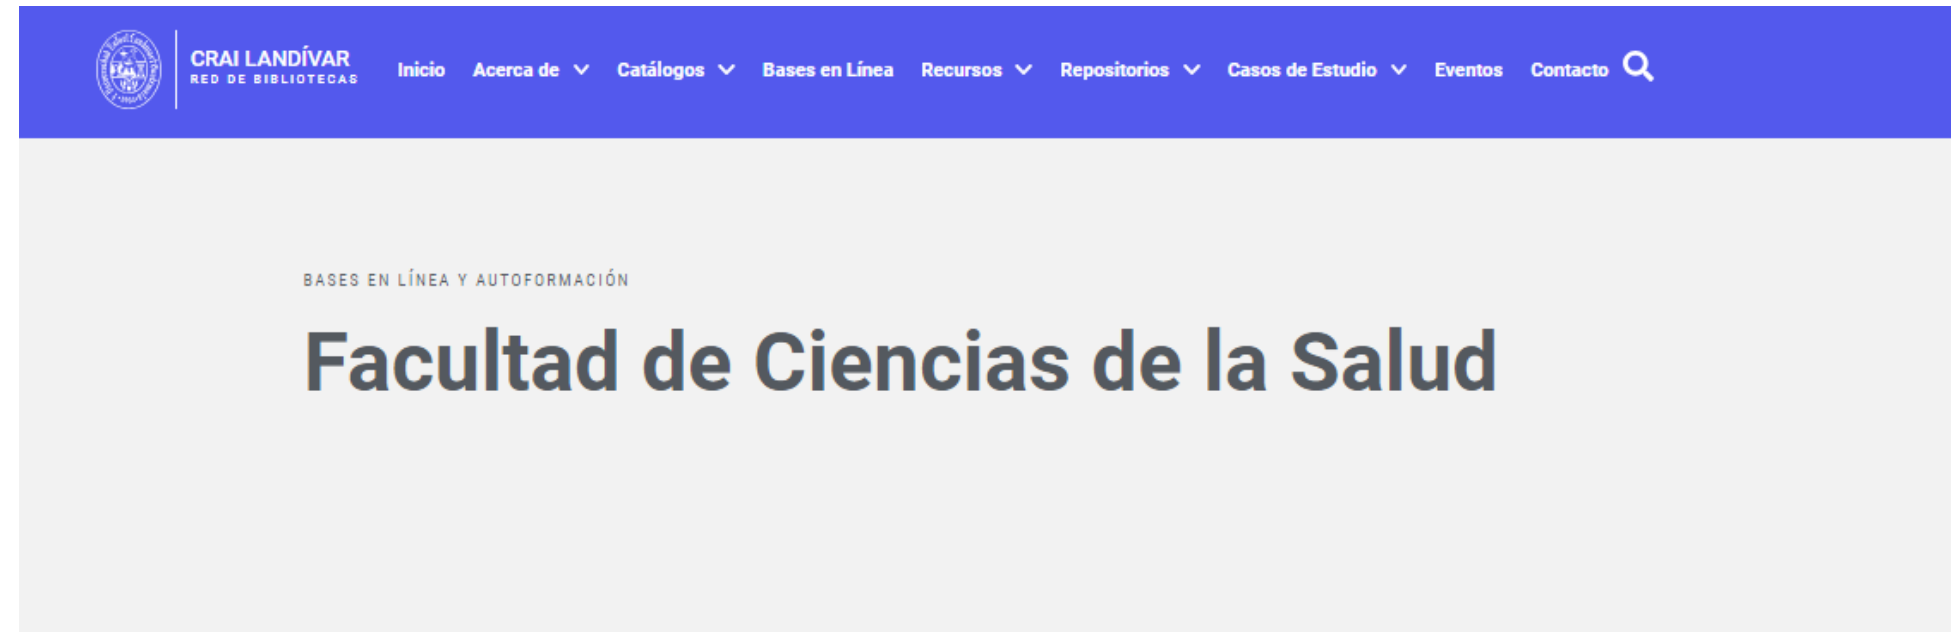 CRAI LANDÍVAR
RED DE BIBLIOTECAS
Inicio Acerca de Catálogos Bases en Línea Recursos Repositorios Casos de Estudio Eventos Contacto
BASES EN LÍNEA Y AUTOFORMACIÓN
Facultad de Ciencias de la Salud